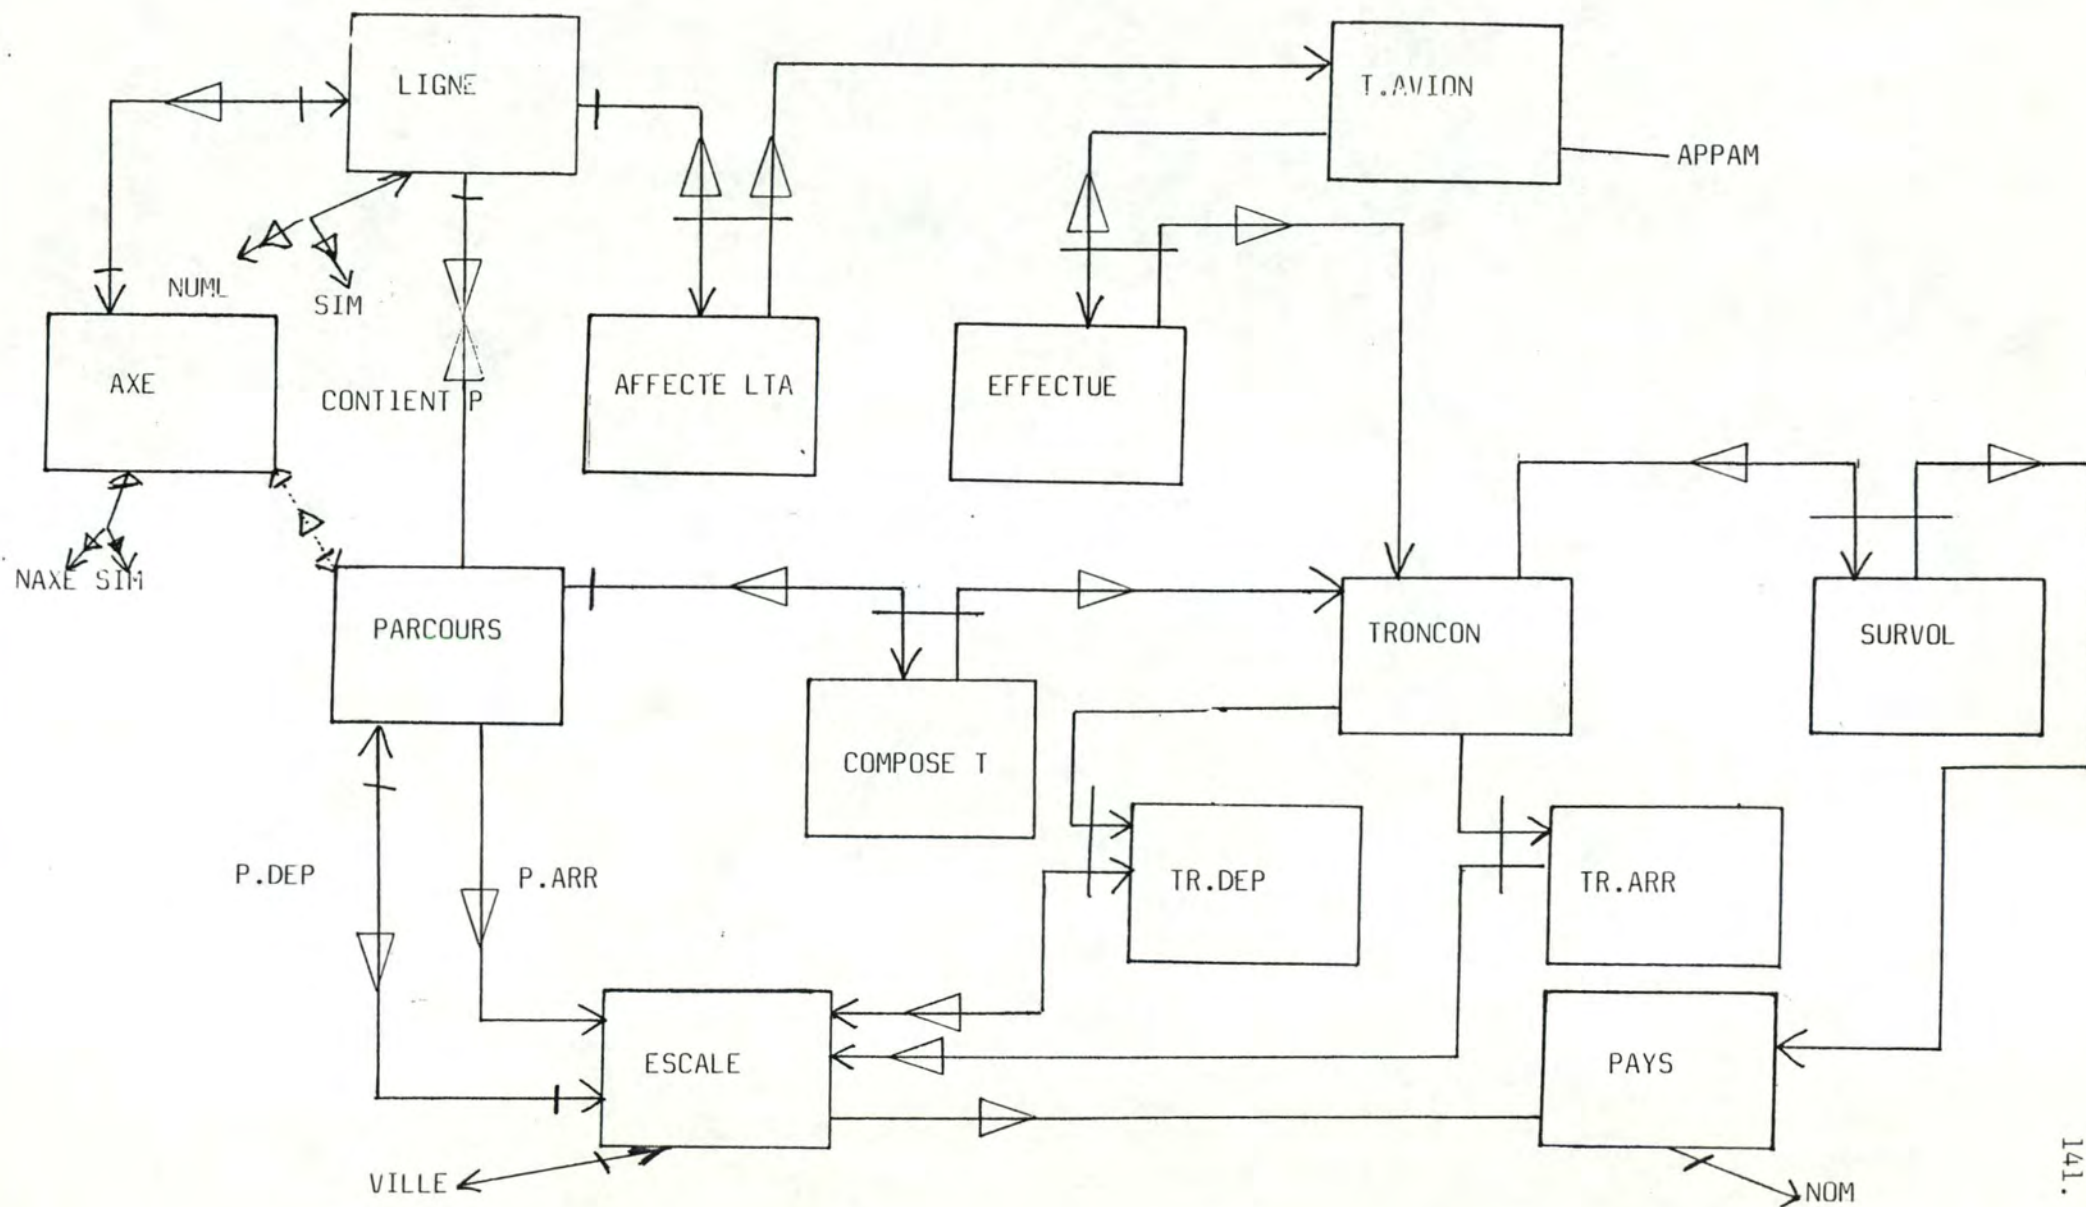 LIGNE
T.AVION
APPAM
NUML
SIM
AXE
CONTIENT P
AFFECTE LTA
EFFECTUE
NAXE SIM
PARCOURS
TRONCON
SURVOL
COMPOSE T
P.DEP
P.ARR
TR.DEP
TR.ARR
ESCALE
PAYS
VILLE
NOM
141.